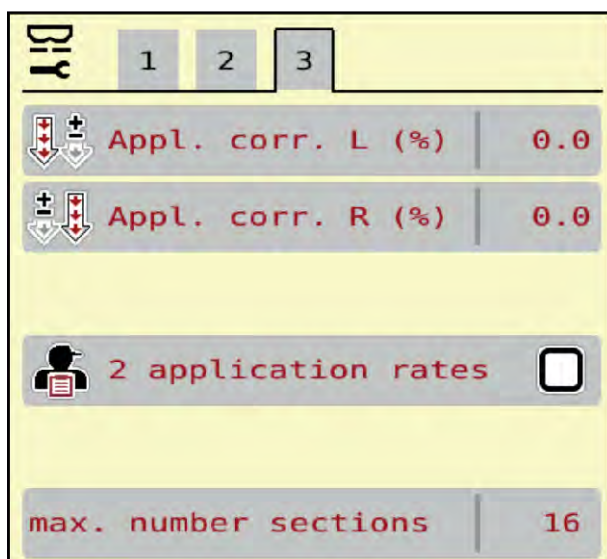 1 2 3
Appl. corr. L (%) 0.0
Appl. corr. R (%) 0.0
2 application rates
max. number sections 16